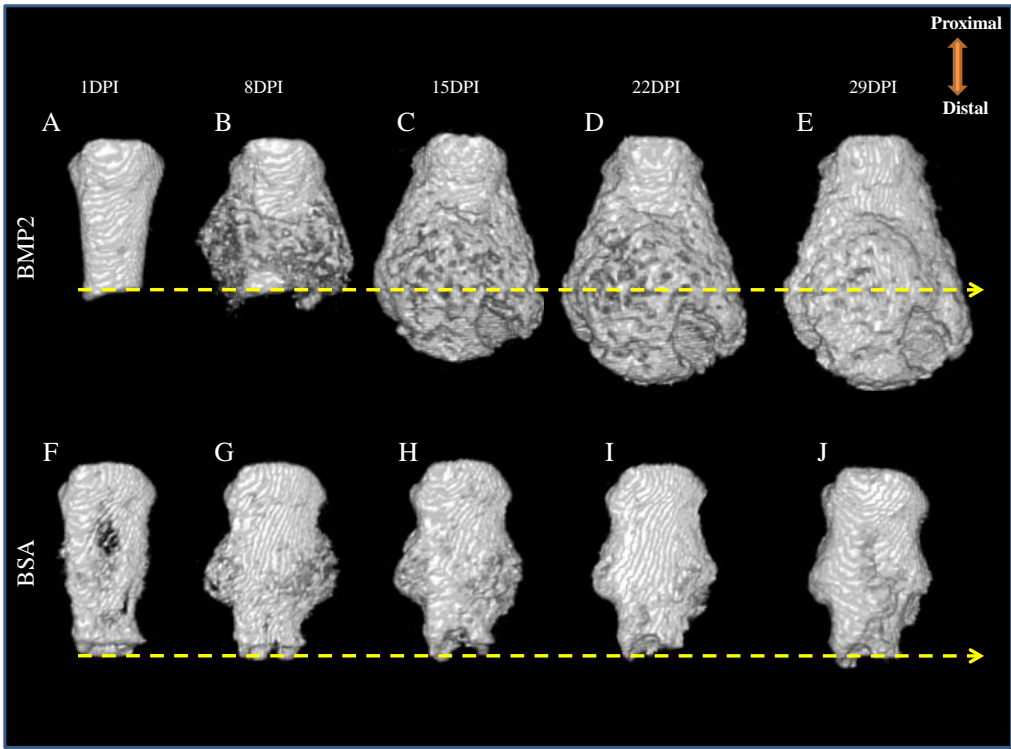 Proximal
Distal
1DPI 8DPI 15DPI 22DPI 29DPI
A B C D E
BMP2
F G H I J
BSA